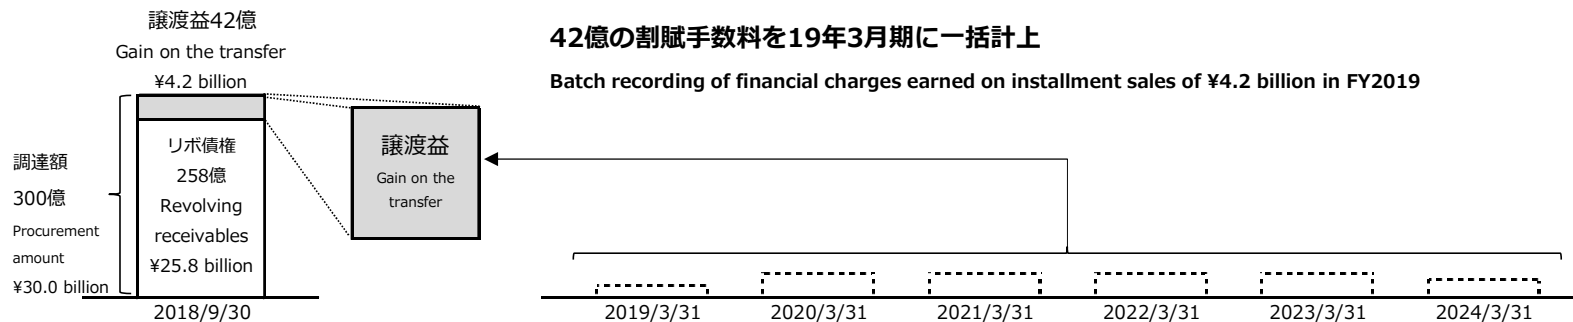 譲渡益42億
Gain on the transfer
¥4.2 billion
42億の割賦手数料を19年3月期に一括計上
Batch recording of financial charges earned on installment sales of ¥4.2 billion in FY2019
調達額
300億
Procurement
amount
¥30.0 billion
リボ債権
258億
Revolving
receivables
¥25.8 billion
譲渡益
Gain on the
transfer
2018/9/30
2019/3/31
2020/3/31
2021/3/31
2022/3/31
2023/3/31
2024/3/31